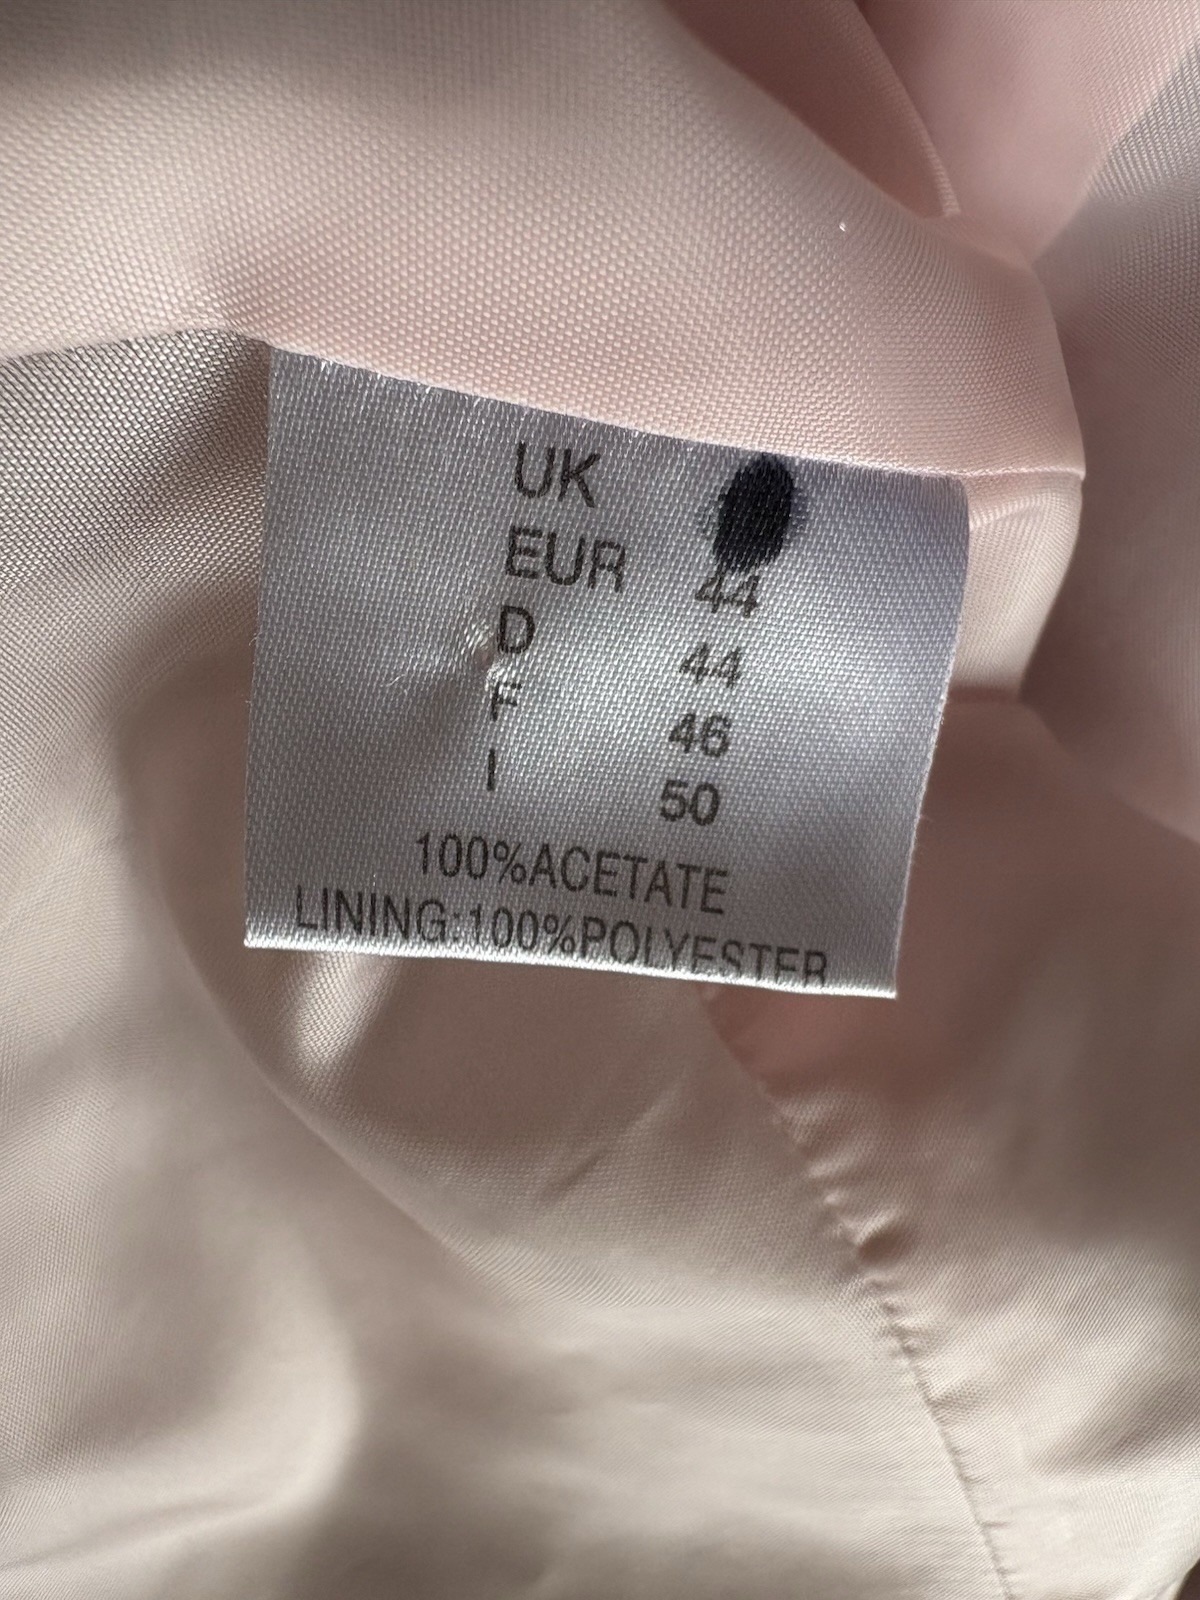 UK
EUR 44
D 44
F 46
I 50
100%ACETATE
LINING:100%POLYESTER